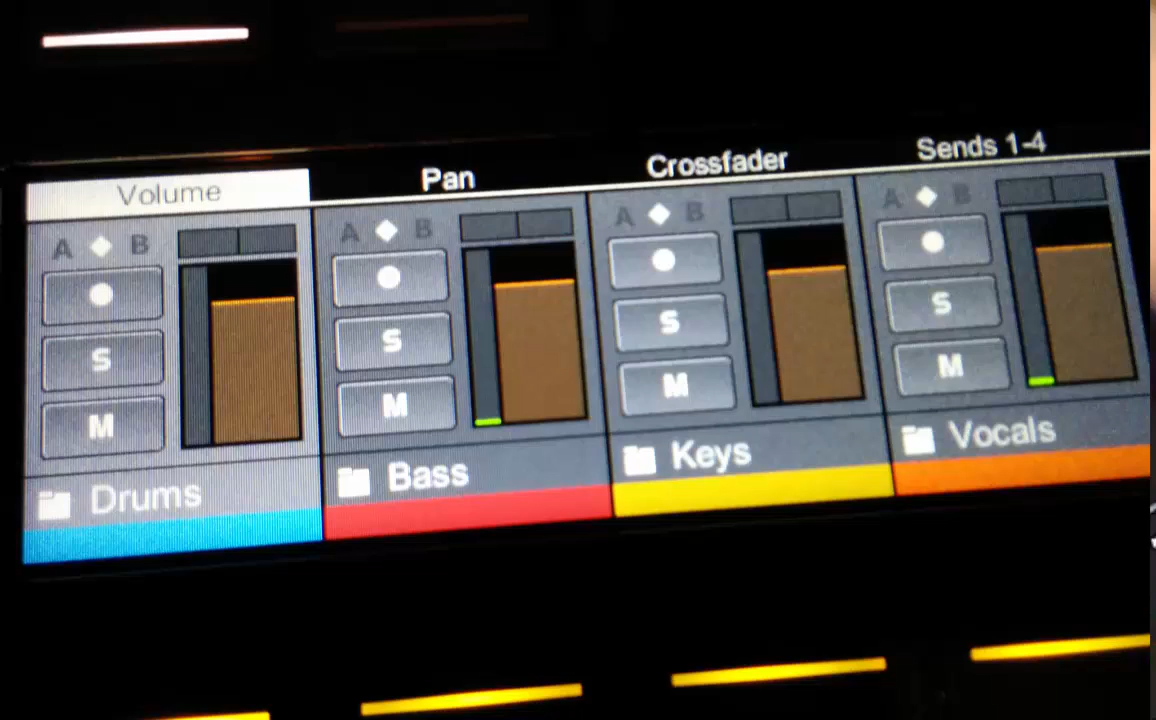 Volume Pan Crossfader Sends 1-4
A B A B A B A B
S S S S
M M M M
Drums Bass Keys Vocals